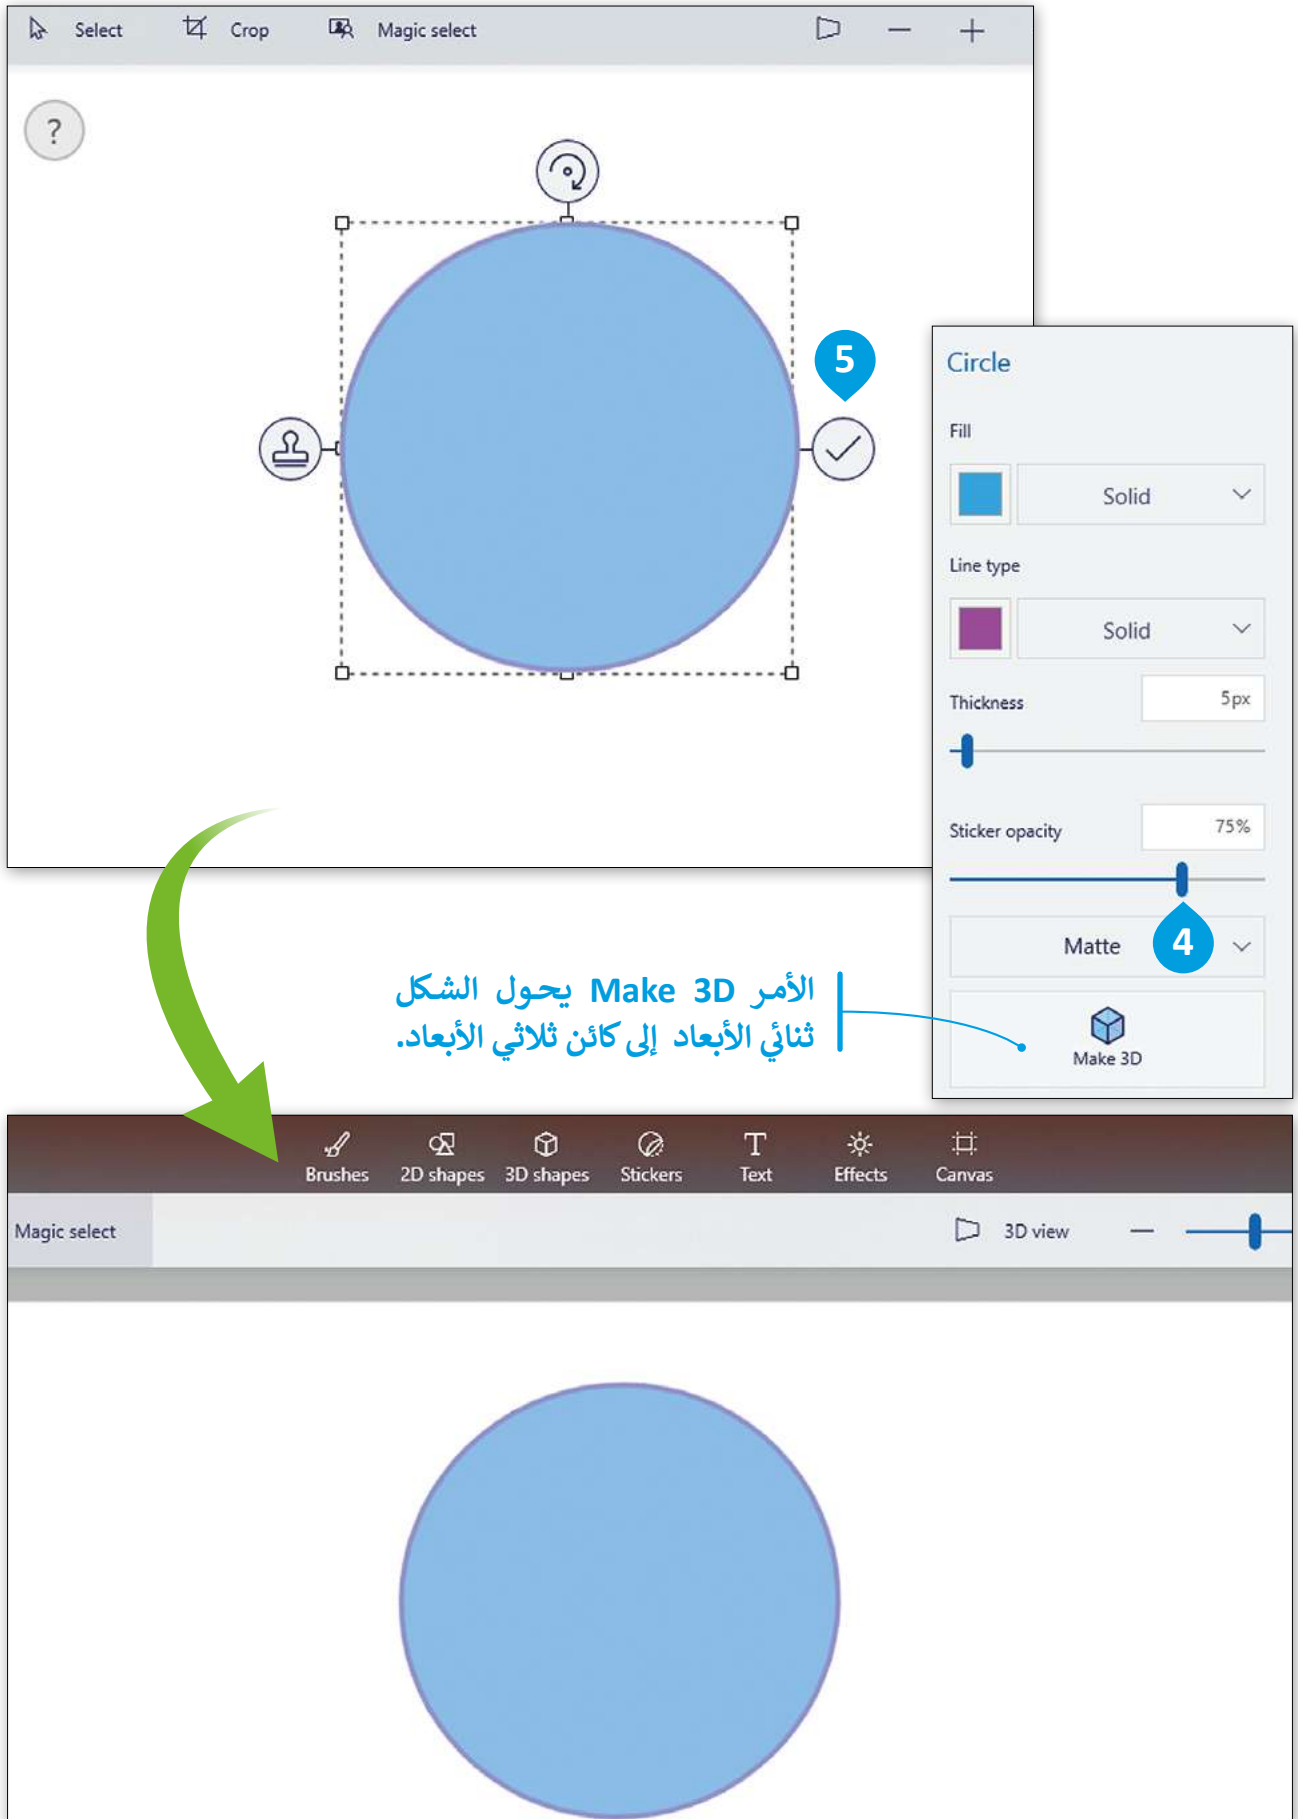 Select Crop Magic select
?
5
Circle
Fill
Solid
Line type
Solid
Thickness 5px
Sticker opacity 75%
Matte
4
Make 3D
الأمر Make 3D يحول الشكل
ثنائي الأبعاد إلى كائن ثلاثي الأبعاد.
Brushes 2D shapes 3D shapes Stickers Text Effects Canvas
Magic select 3D view